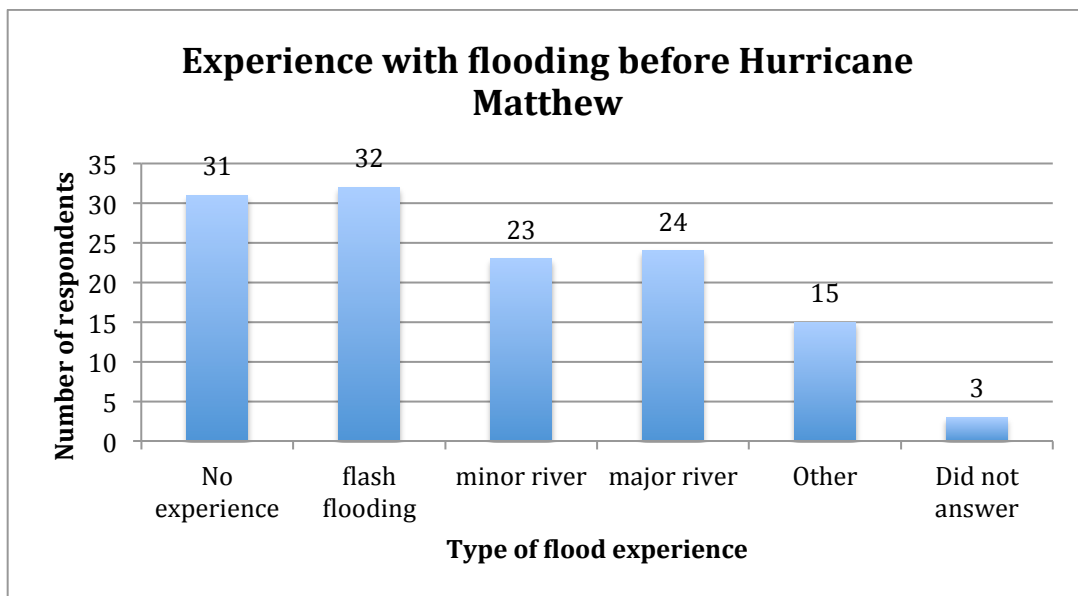 Experience with flooding before Hurricane
Matthew
Number of respondents
35
30
25
20
15
10
5
0
31
32
23
24
15
3
No
experience
flash
flooding
minor river
major river
Other
Did not
answer
Type of flood experience